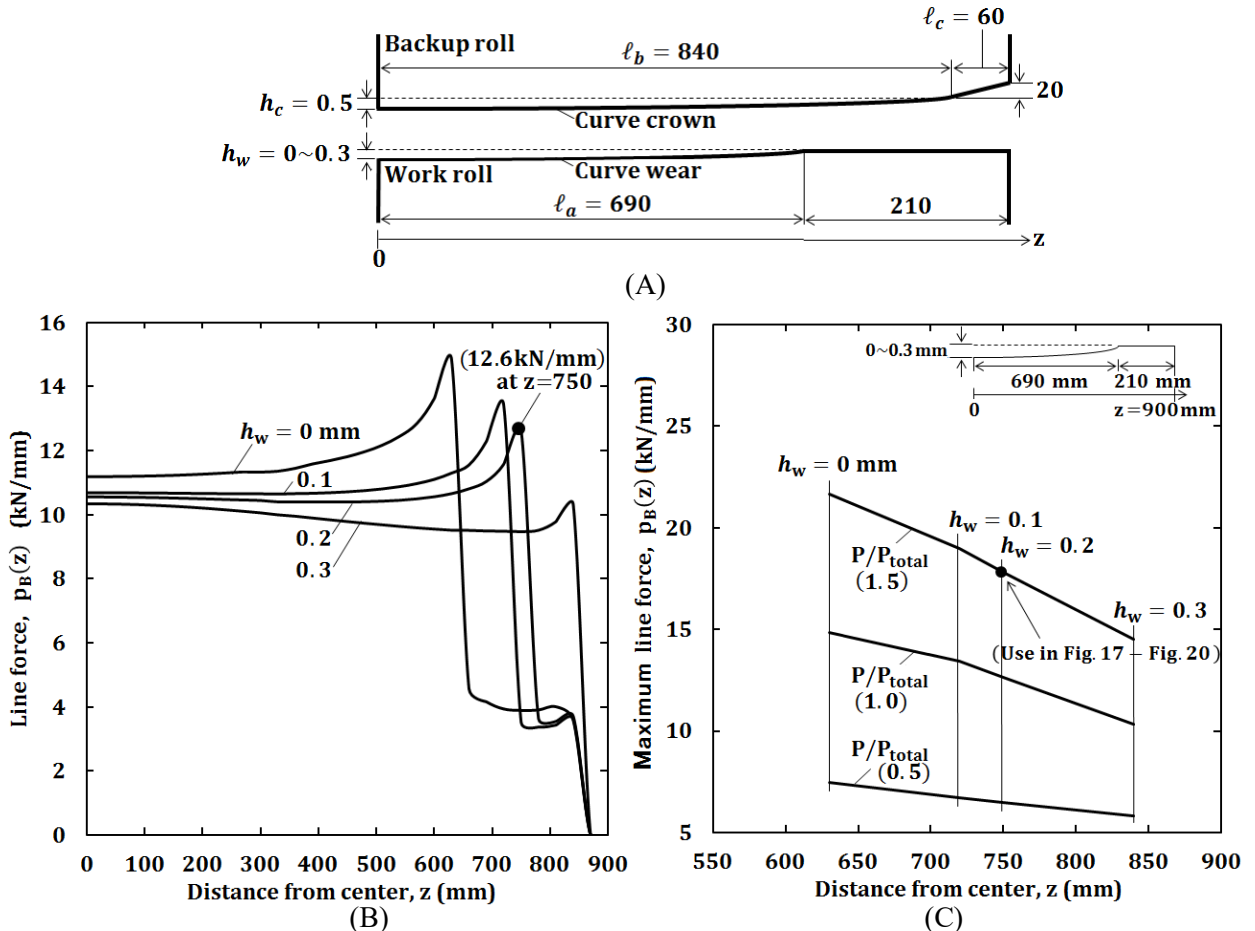 ℓc = 60
Backup roll
ℓb = 840
hc = 0.5
20
Curve crown
hw = 0~0.3
Work roll
Curve wear
ℓa = 690
210
z
0
(A)
16
14
12
10
8
6
4
2
0
Line force, pB(z) (kN/mm)
(12.6kN/mm)
at z=750
hw = 0 mm
0.1
0.2
0.3
0 100 200 300 400 500 600 700 800 900
Distance from center, z (mm)
(B)
30
25
20
15
10
5
Maximum line force, pB(z) (kN/mm)
0~0.3 mm
690 mm
210 mm
0
z=900mm
hw = 0 mm
hw = 0.1
hw = 0.2
hw = 0.3
P/Ptotal
(1.5)
(Use in Fig. 17 – Fig. 20)
P/Ptotal
(1.0)
P/Ptotal
(0.5)
550 600 650 700 750 800 850 900
Distance from center, z (mm)
(C)